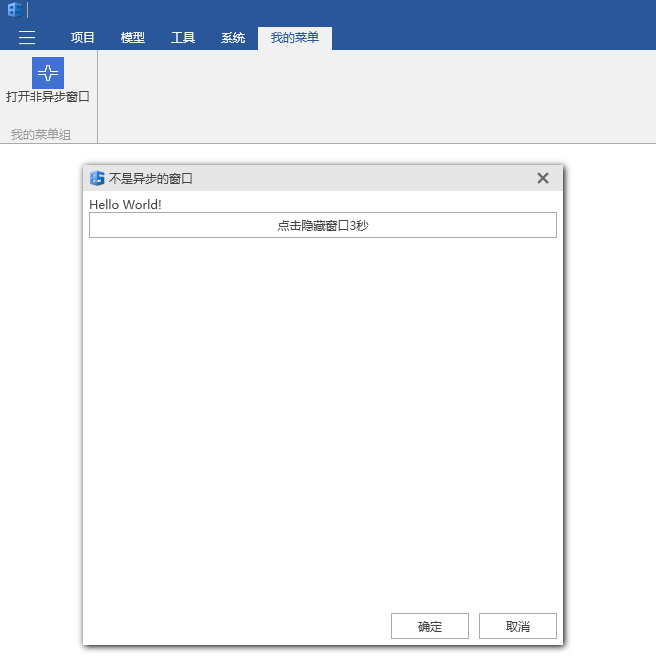 项目 模型 工具 系统 我的菜单
打开非异步窗口
我的菜单组
不是异步的窗口
Hello World!
点击隐藏窗口3秒
确定 取消